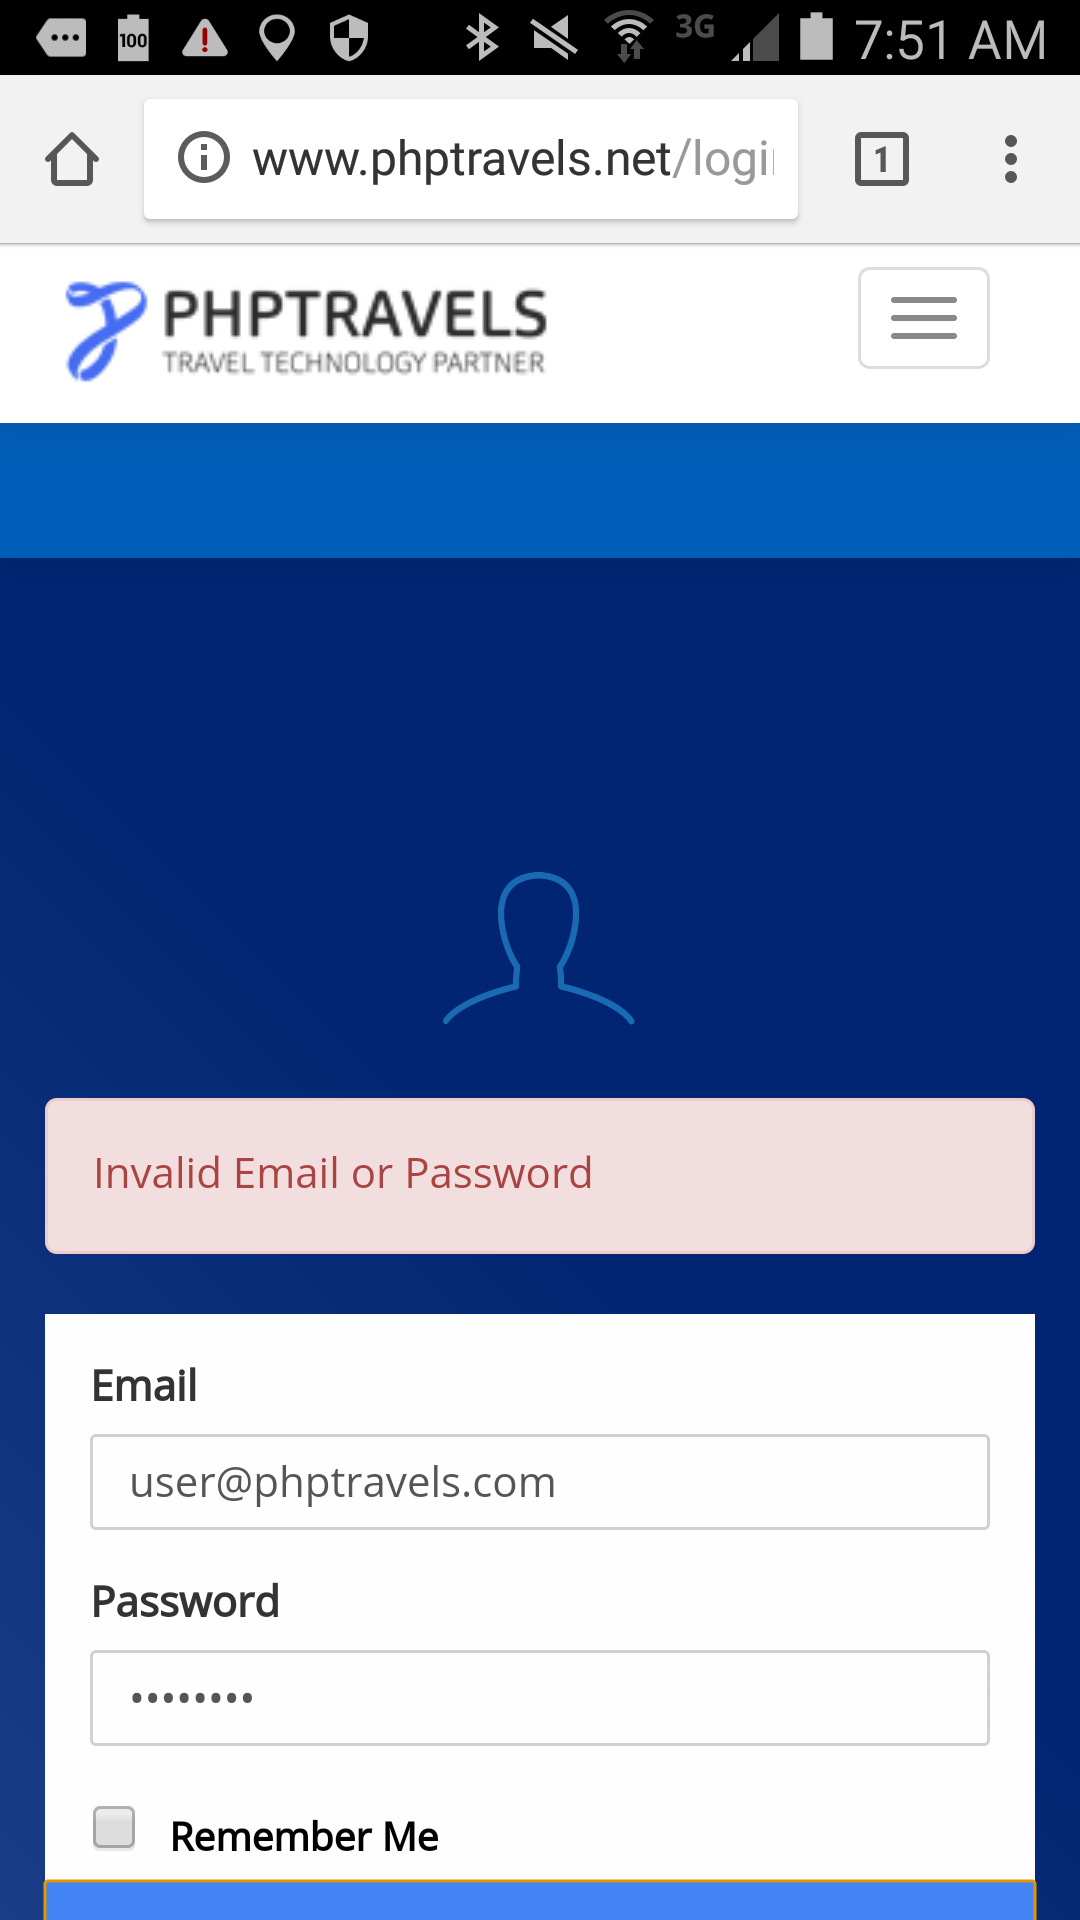 100
3G
7:51 AM
www.phptravels.net/logi
1
PHPTRAVELS
TRAVEL TECHNOLOGY PARTNER
Invalid Email or Password
Email
user@phptravels.com
Password
••••••••
Remember Me